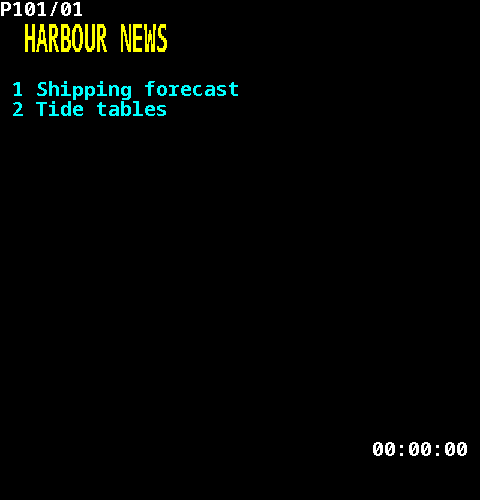 P101/01
HARBOUR NEWS
1 Shipping forecast
2 Tide tables
00:00:00